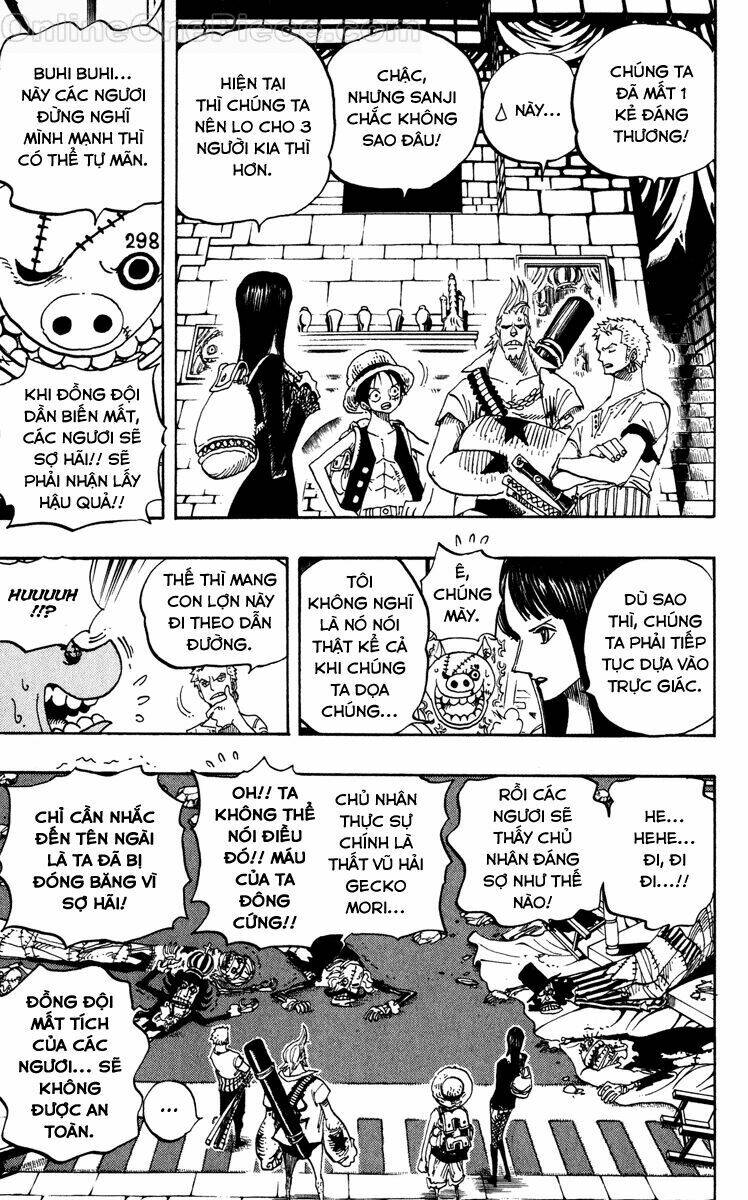 OnlineOnePiece.com
CHÚNG TA
ĐÃ MẤT 1
KẺ ĐÁNG
THƯƠNG!
NÀY...
CHẬC,
NHƯNG SANJI
CHẮC KHÔNG
SAO ĐÂU!
HIỆN TẠI
THÌ CHÚNG TA
NÊN LO CHO 3
NGƯỜI KIA THÌ
HƠN.
BUHI BUHI...
NÀY CÁC NGƯƠI
ĐỪNG NGHĨ
MÌNH MẠNH THÌ
CÓ THỂ TỰ MÃN.
298
KHI ĐỒNG ĐỘI
DẦN BIẾN MẤT,
CÁC NGƯƠI SẼ
SỢ HÃI!! SẼ
PHẢI NHẬN LẤY
HẬU QUẢ!!
DÙ SAO
THÌ, CHÚNG
TA PHẢI TIẾP
TỤC DỰA VÀO
TRỰC GIÁC.
Ê,
CHÚNG
MÀY.
TÔI
KHÔNG NGHĨ
LÀ NÓ NÓI
THẬT KỂ CẢ
KHI CHÚNG
TA DỌA
CHÚNG...
THẾ THÌ MANG
CON LỢN NÀY
ĐI THEO DẪN
ĐƯỜNG.
HUUUUH
!!?
HE...
HEHE...
ĐI, ĐI
ĐI...!!
RỒI CÁC
NGƯƠI SẼ
THẤY CHỦ
NHÂN ĐÁNG
SỢ NHƯ THẾ
NÀO!
CHỦ NHÂN
THỰC SỰ
CHÍNH LÀ
THẤT VŨ HẢI
GECKO
MORI...
OH!! TA
KHÔNG THỂ
NÓI ĐIỀU
ĐÓ!! MÁU
CỦA TA
ĐÔNG
CỨNG!!
CHỈ CẦN NHẮC
ĐẾN TÊN NGÀI
LÀ TA ĐÃ BỊ
ĐÓNG BĂNG VÌ
SỢ HÃI!
ĐỒNG ĐỘI
MẤT TÍCH
CỦA CÁC
NGƯƠI... SẼ
KHÔNG
ĐƯỢC AN
TOÀN.
...